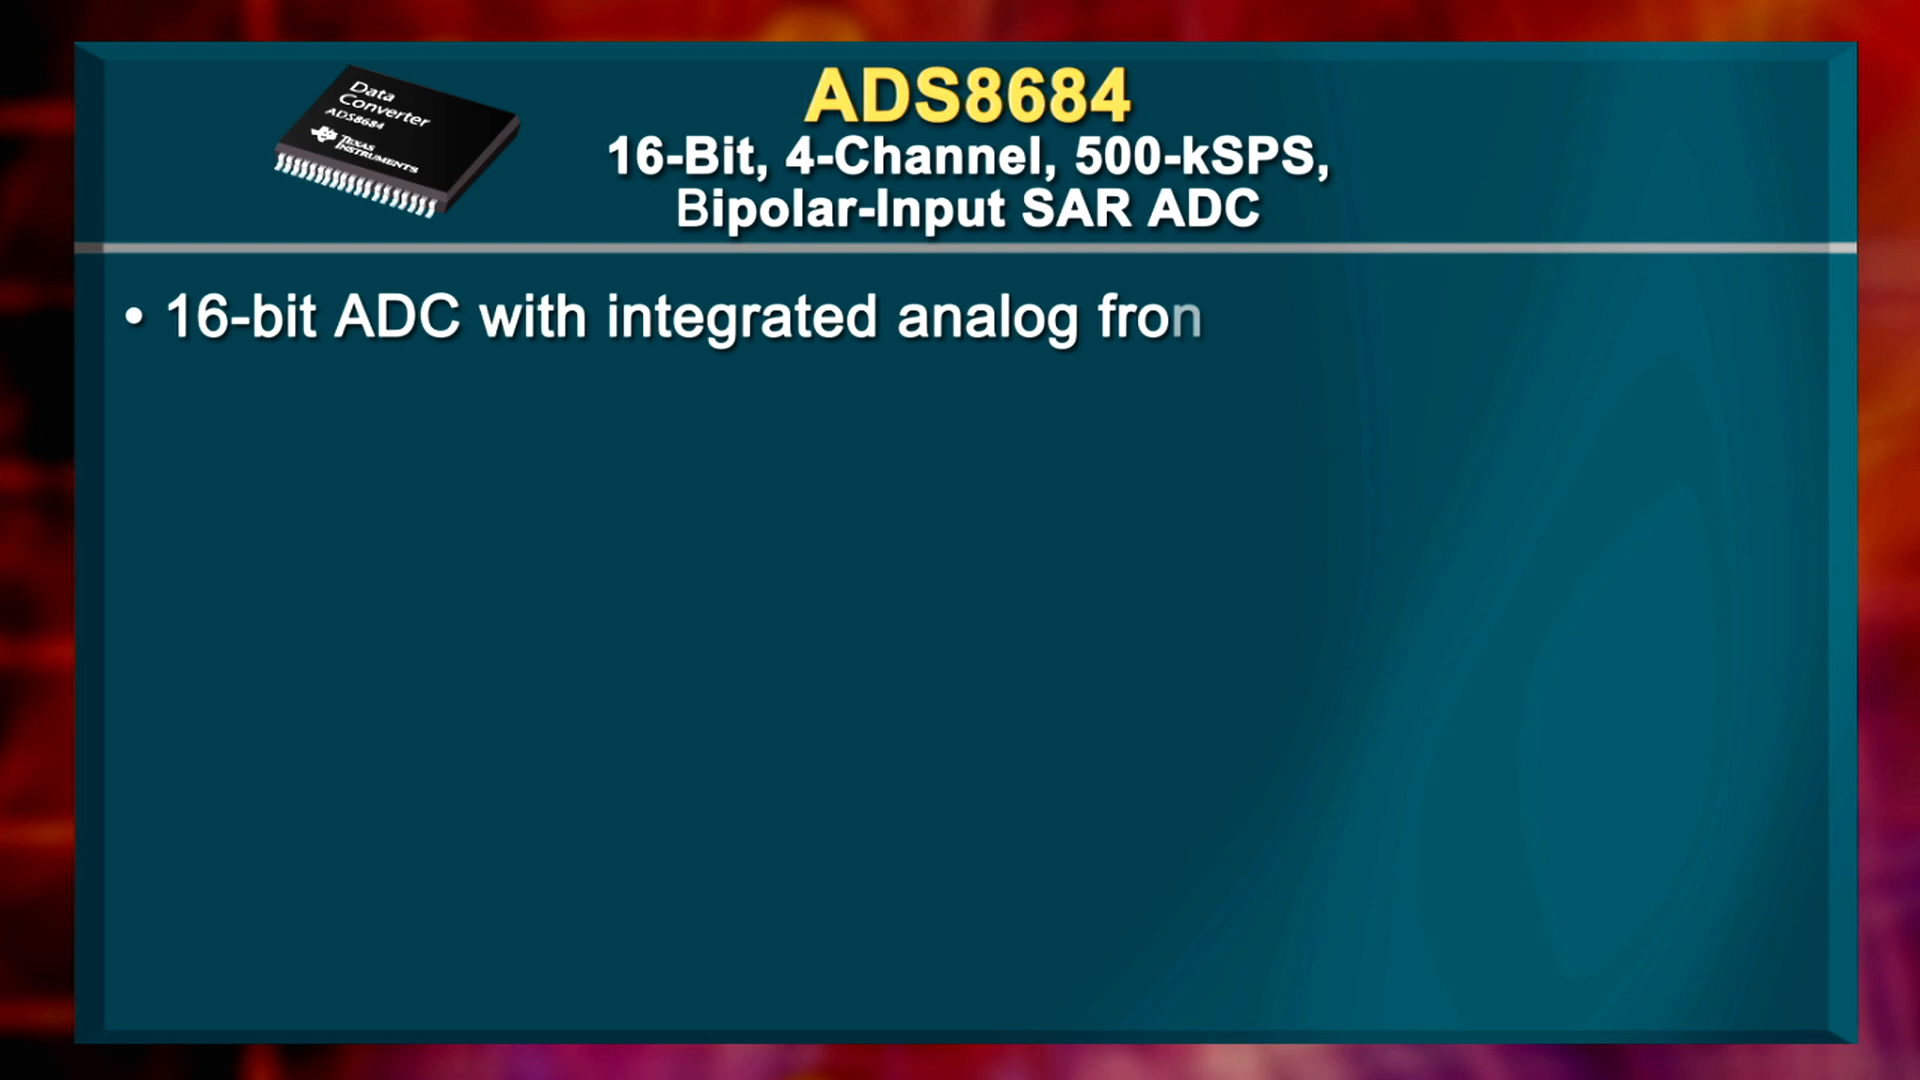 Data
Converter
ADS8684
TEXAS
INSTRUMENTS
ADS8684
16-Bit, 4-Channel, 500-kSPS,
Bipolar-Input SAR ADC
• 16-bit ADC with integrated analog fron